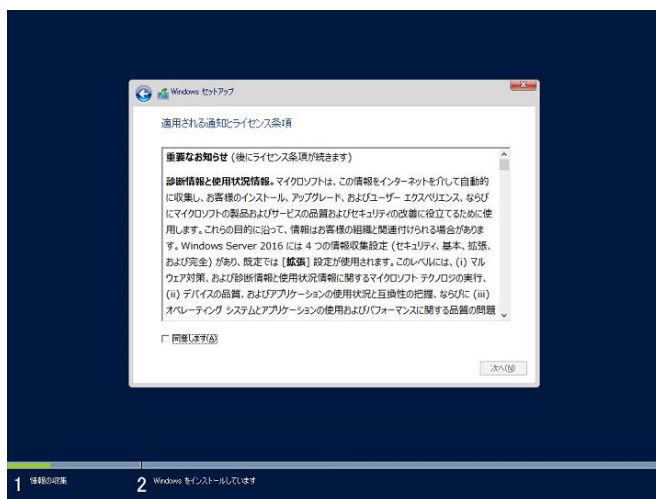 Windows セットアップ
適用される通知とライセンス条項
重要なお知らせ (後にライセンス条項が続きます)
診断情報と使用状況情報。マイクロソフトは、この情報をインターネットを介して自動的
に収集し、お客様のインストール、アップグレード、およびユーザー エクスペリエンス、ならび
にマイクロソフトの製品およびサービスの品質およびセキュリティの改善に役立てるために使
用します。これらの目的に沿って、情報はお客様の組織と関連付けられる場合がありま
す。Windows Server 2016 には 4 つの情報収集設定 (セキュリティ、基本、拡張、
および完全) があり、既定では [拡張] 設定が使用されます。このレベルには、(i) マル
ウェア対策、および診断情報と使用状況情報に関するマイクロソフト テクノロジの実行、
(ii) デバイスの品質、およびアプリケーションの使用状況と互換性の把握、ならびに (iii)
オペレーティング システムとアプリケーションの使用およびパフォーマンスに関する品質の問題
同意します(A)
次へ(N)
1 情報の収集
2 Windows をインストールしています